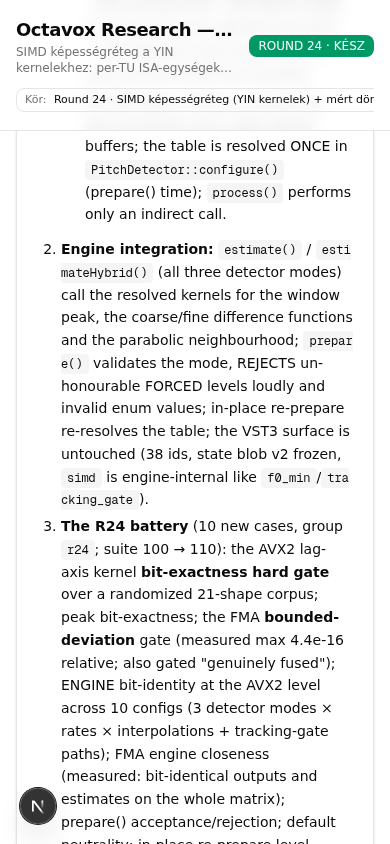 Octavox Research —...
SIMD képességréteg a YIN
kernelekhez: per-TU ISA-egységek...
ROUND 24 · KÉSZ
Kör: Round 24 · SIMD képességréteg (YIN kernelek) + mért dön
buffers; the table is resolved ONCE in
PitchDetector::configure()
(prepare() time); process() performs
only an indirect call.
2. Engine integration: estimate() / esti
mateHybrid() (all three detector modes)
call the resolved kernels for the window
peak, the coarse/fine difference functions
and the parabolic neighbourhood; prepar
e() validates the mode, REJECTS un-
honourable FORCED levels loudly and
invalid enum values; in-place re-prepare
re-resolves the table; the VST3 surface is
untouched (38 ids, state blob v2 frozen,
simd is engine-internal like f0_min / tra
cking_gate ).
3. The R24 battery (10 new cases, group
r24 ; suite 100 → 110): the AVX2 lag-
axis kernel bit-exactness hard gate
over a randomized 21-shape corpus;
peak bit-exactness; the FMA bounded-
deviation gate (measured max 4.4e-16
relative; also gated "genuinely fused");
ENGINE bit-identity at the AVX2 level
across 10 configs (3 detector modes ×
rates × interpolations + tracking-gate
paths); FMA engine closeness
(measured: bit-identical outputs and
estimates on the whole matrix);
prepare() acceptance/rejection; default
neutrality; in-place re-prepare level
N